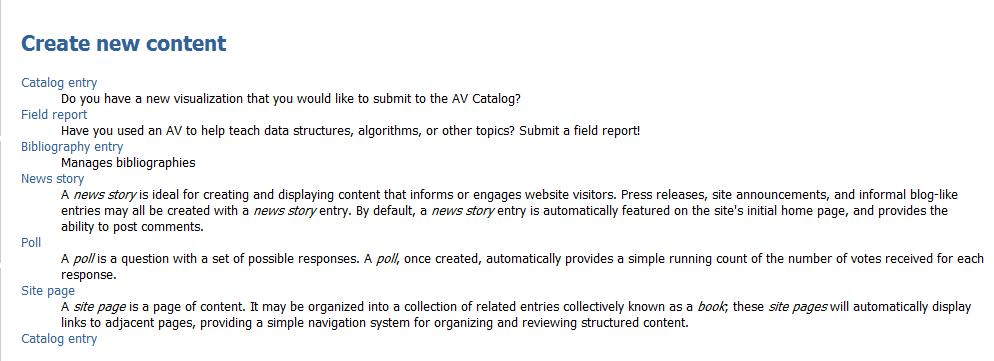 Create new content
Catalog entry
Do you have a new visualization that you would like to submit to the AV Catalog?
Field report
Have you used an AV to help teach data structures, algorithms, or other topics? Submit a field report!
Bibliography entry
Manages bibliographies
News story
A news story is ideal for creating and displaying content that informs or engages website visitors. Press releases, site announcements, and informal blog-like
entries may all be created with a news story entry. By default, a news story entry is automatically featured on the site's initial home page, and provides the
ability to post comments.
Poll
A poll is a question with a set of possible responses. A poll, once created, automatically provides a simple running count of the number of votes received for each
response.
Site page
A site page is a page of content. It may be organized into a collection of related entries collectively known as a book; these site pages will automatically display
links to adjacent pages, providing a simple navigation system for organizing and reviewing structured content.
Catalog entry